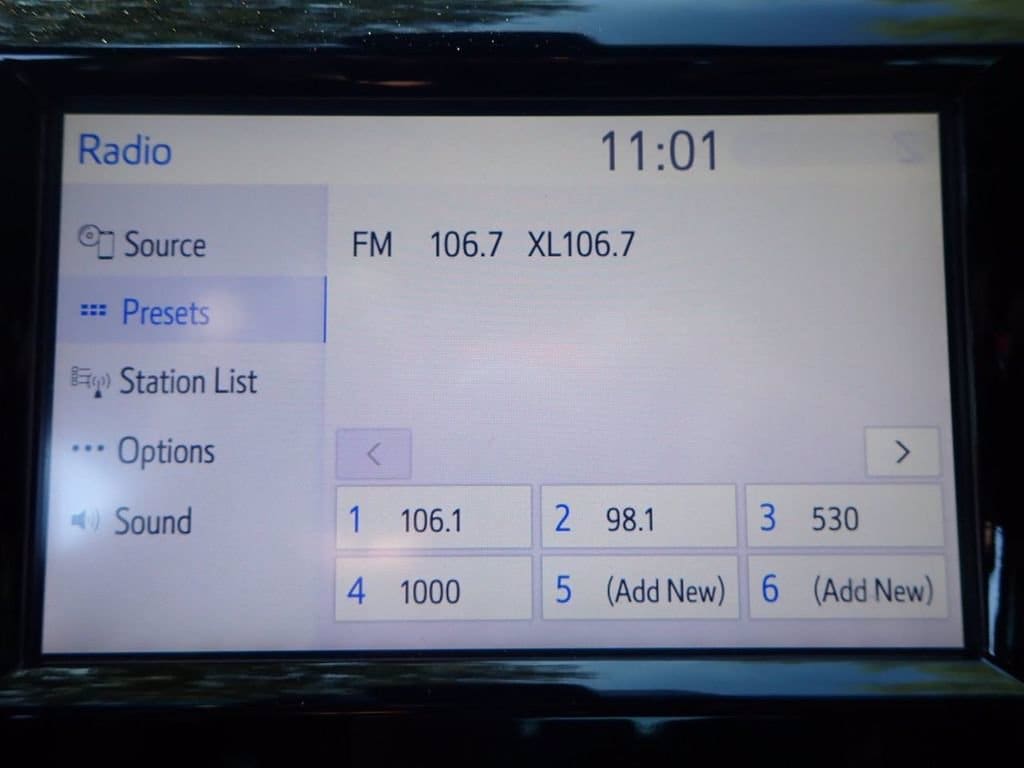 Radio 11:01
Source
Presets
Station List
Options
Sound
FM 106.7 XL106.7
< >
1 106.1 2 98.1 3 530
4 1000 5 (Add New) 6 (Add New)